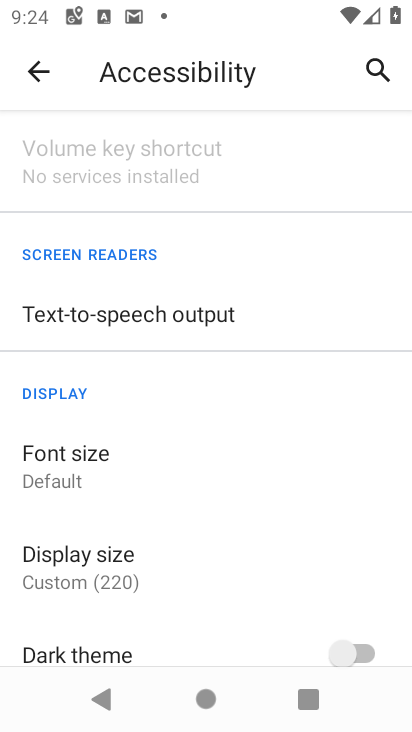 9:24
Accessibility
Volume key shortcut
No services installed
SCREEN READERS
Text-to-speech output
DISPLAY
Font size
Default
Display size
Custom (220)
Dark theme